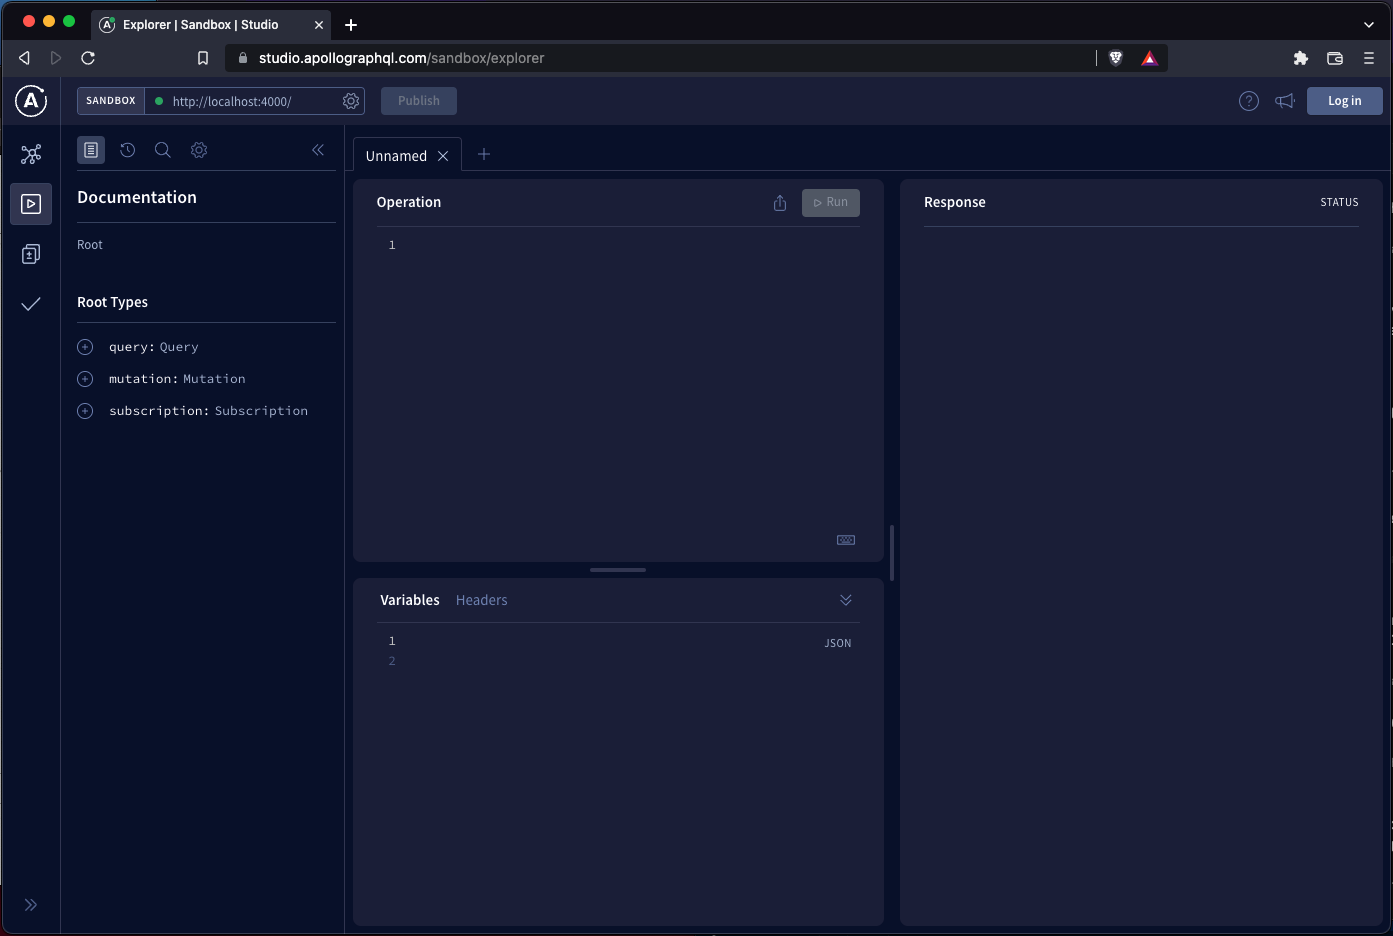 Explorer | Sandbox | Studio
studio.apollographql.com/sandbox/explorer
SANDBOX http://localhost:4000/ Publish Log in
Unnamed
Documentation
Root
Root Types
query: Query
mutation: Mutation
subscription: Subscription
Operation Run
1
Variables Headers
1 JSON
2
Response STATUS